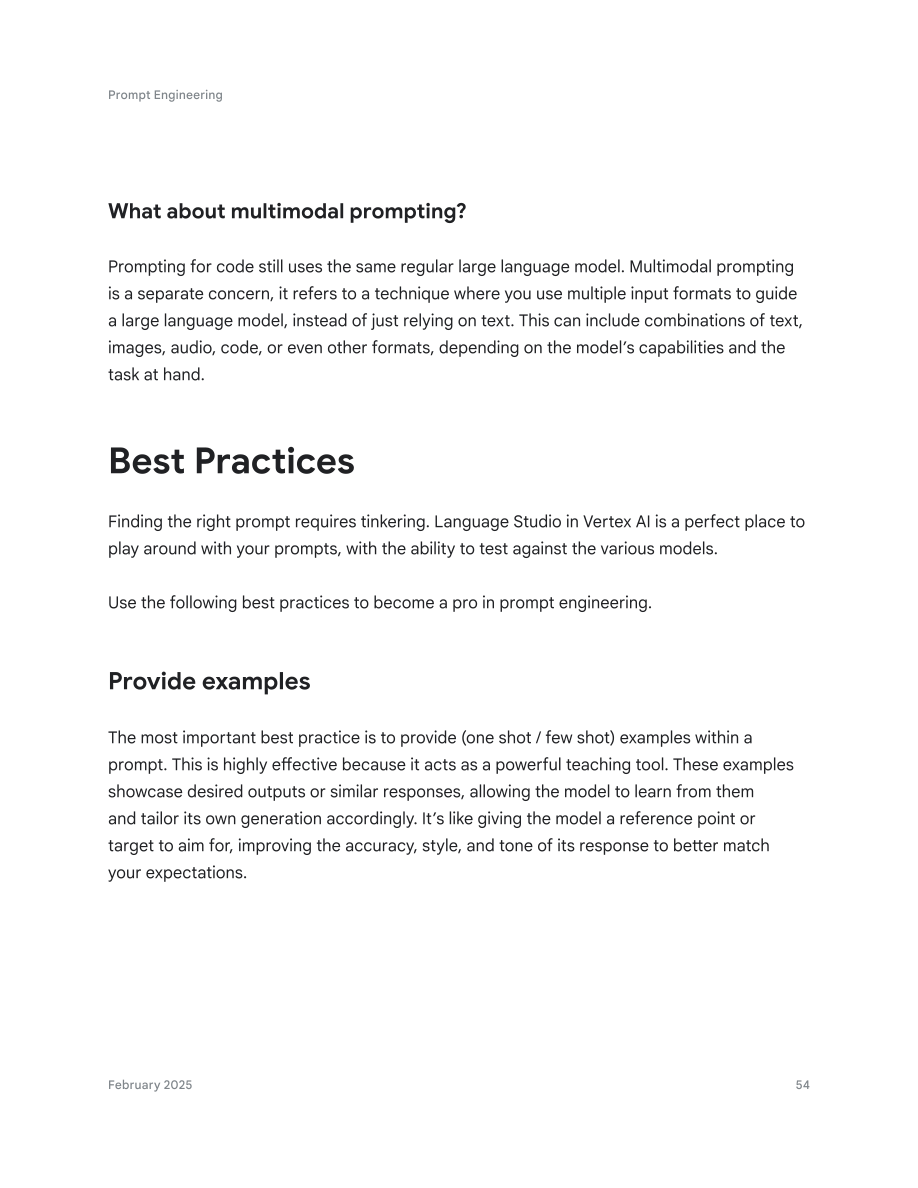 Prompt Engineering
What about multimodal prompting?
Prompting for code still uses the same regular large language model. Multimodal prompting
is a separate concern, it refers to a technique where you use multiple input formats to guide
a large language model, instead of just relying on text. This can include combinations of text,
images, audio, code, or even other formats, depending on the model’s capabilities and the
task at hand.
Best Practices
Finding the right prompt requires tinkering. Language Studio in Vertex AI is a perfect place to
play around with your prompts, with the ability to test against the various models.
Use the following best practices to become a pro in prompt engineering.
Provide examples
The most important best practice is to provide (one shot / few shot) examples within a
prompt. This is highly effective because it acts as a powerful teaching tool. These examples
showcase desired outputs or similar responses, allowing the model to learn from them
and tailor its own generation accordingly. It’s like giving the model a reference point or
target to aim for, improving the accuracy, style, and tone of its response to better match
your expectations.
February 2025
54